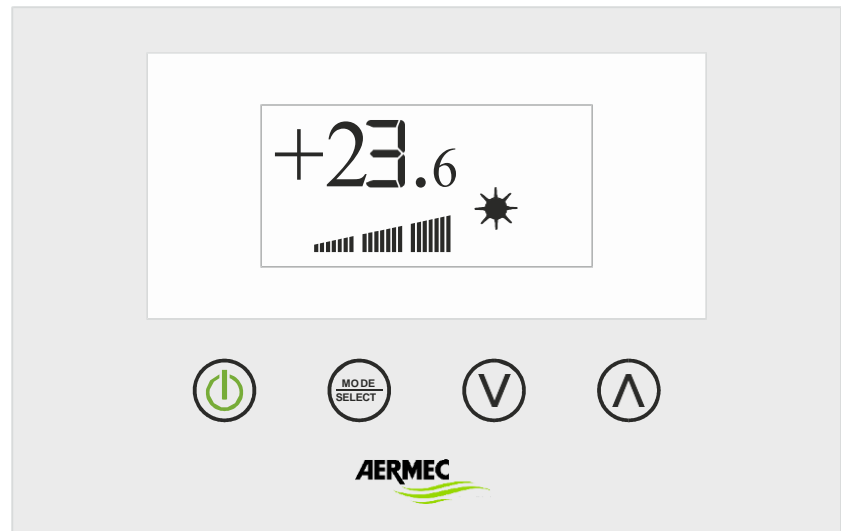 +23.6
MODE
SELECT
V Λ
AERMEC